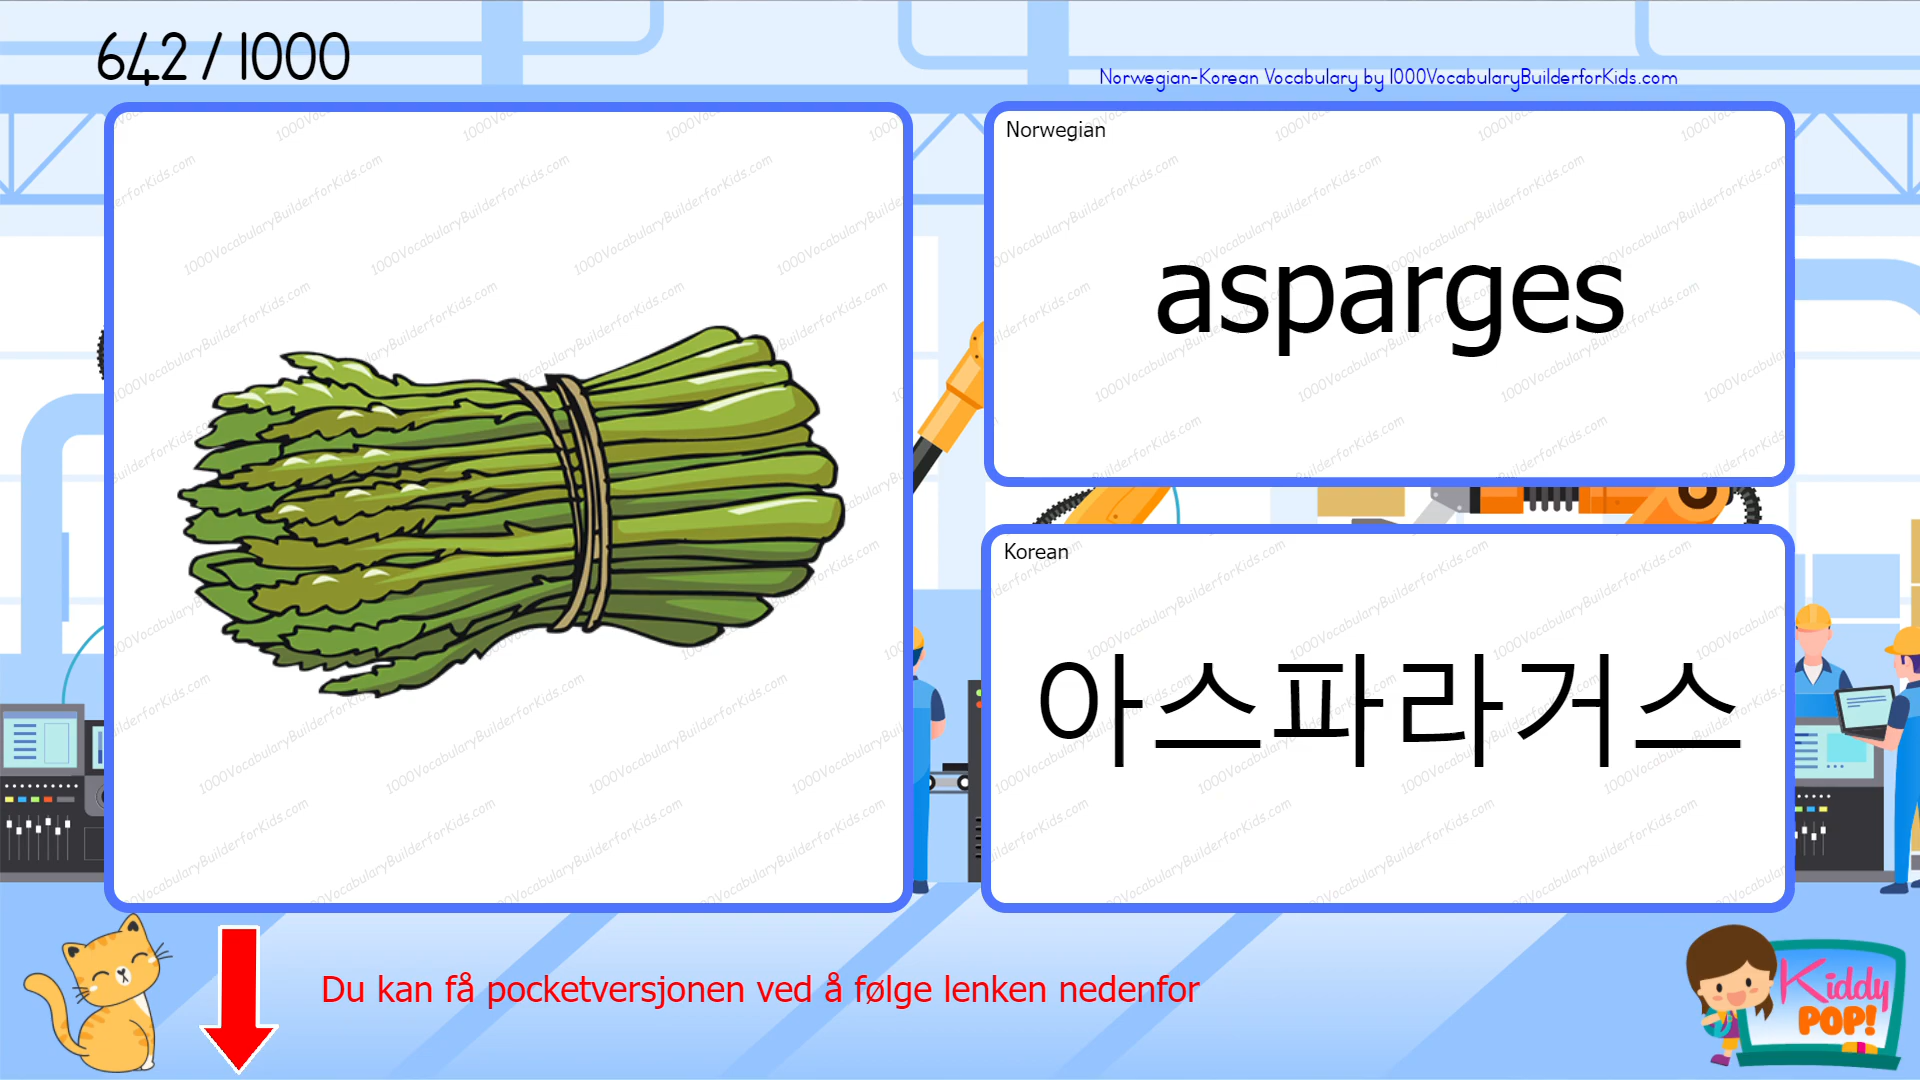 642 / 1000
Norwegian-Korean Vocabulary by 1000VocabularyBuilderforKids.com
Norwegian
asparges
Korean
아스파라거스
Du kan få pocketversjonen ved å følge lenken nedenfor
Kiddy
POP!